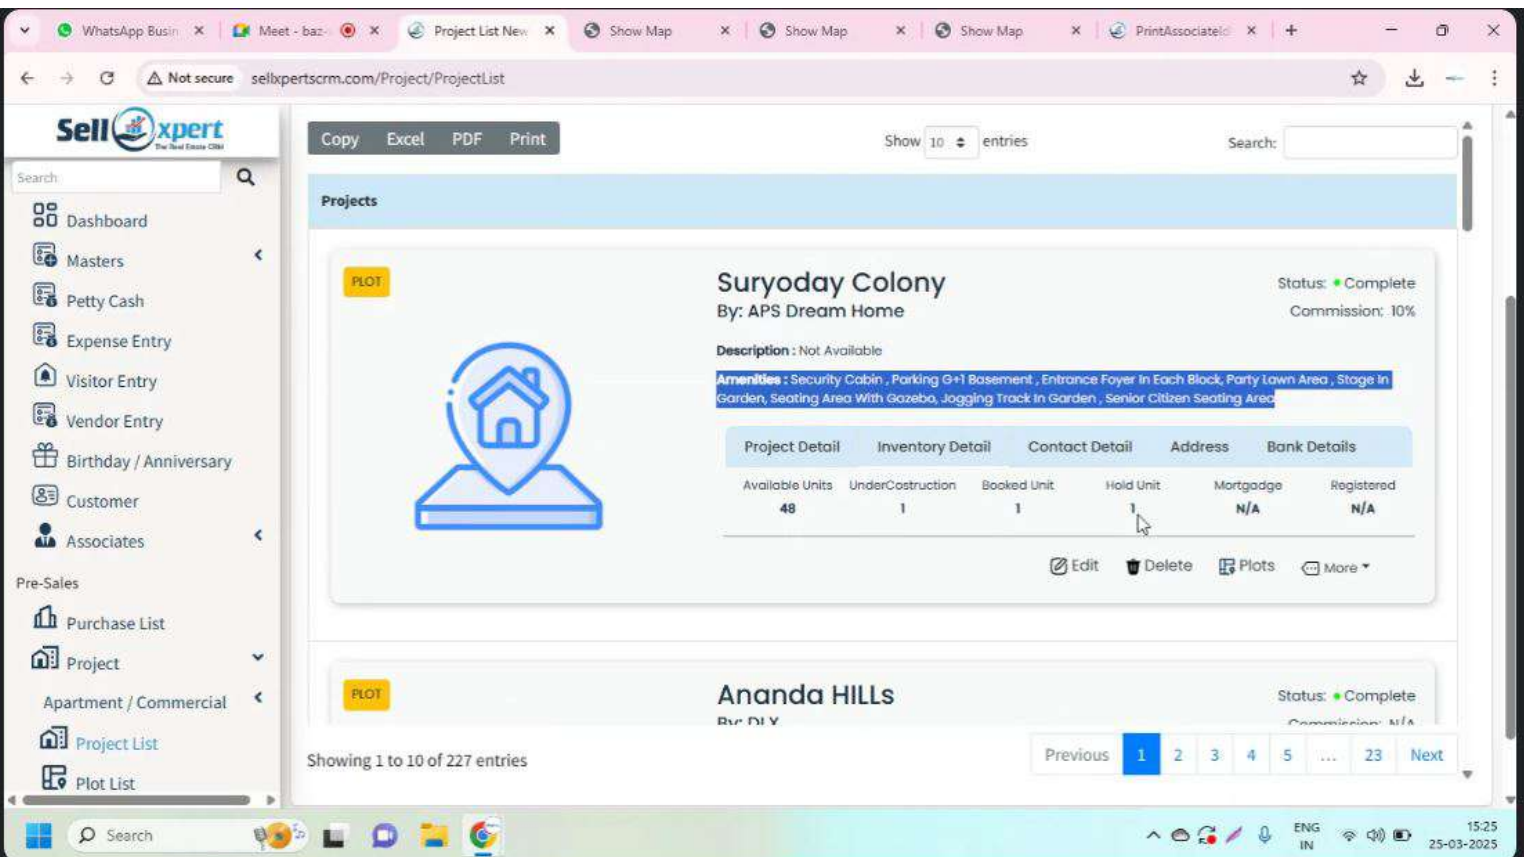 WhatsApp Busin
Meet - baz-
Project List New
Show Map
Show Map
Show Map
PrintAssociateId
Not secure
sellxpertscrm.com/Project/ProjectList
Sell xpert
The Real Estate CRM
Search
Dashboard
Masters
Petty Cash
Expense Entry
Visitor Entry
Vendor Entry
Birthday / Anniversary
Customer
Associates
Pre-Sales
Purchase List
Project
Apartment / Commercial
Project List
Plot List
Copy Excel PDF Print
Show 10 entries
Search:
Projects
PLOT
Suryoday Colony
By: APS Dream Home
Status: Complete
Commission: 10%
Description : Not Available
Amenities : Security Cabin , Parking G+1 Basement , Entrance Foyer In Each Block, Party Lawn Area , Stage In
Garden, Seating Area With Gazebo, Jogging Track In Garden , Senior Citizen Seating Area
Project Detail Inventory Detail Contact Detail Address Bank Details
Available Units UnderCostruction Booked Unit Hold Unit Mortgadge Registered
48 1 1 1 N/A N/A
Edit Delete Plots More
PLOT
Ananda HILLs
By: DLX
Status: Complete
Commission: N/A
Showing 1 to 10 of 227 entries
Previous 1 2 3 4 5 ... 23 Next
Search
ENG
IN
15:25
25-03-2025